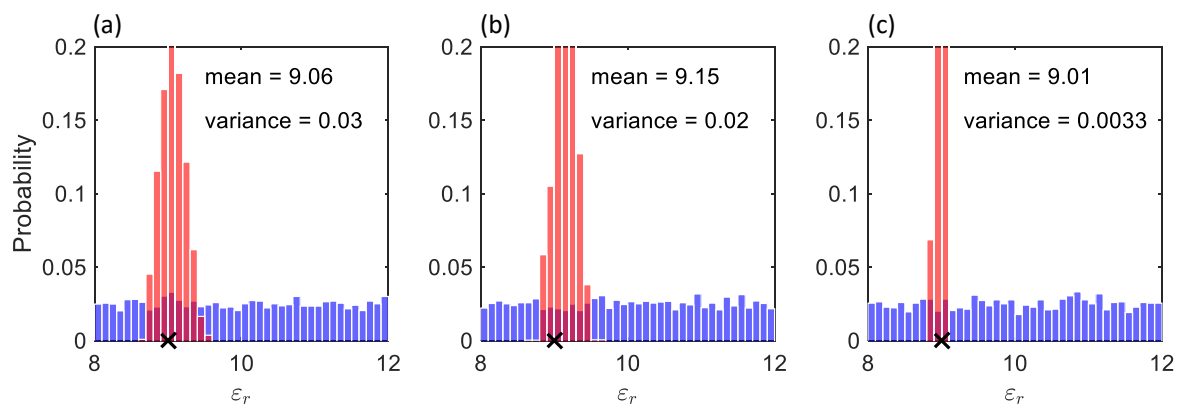 (a)
0.2
0.15
0.1
0.05
0
Probability
mean = 9.06
variance = 0.03
8
10
12
εr
(b)
0.2
0.15
0.1
0.05
0
mean = 9.15
variance = 0.02
8
10
12
εr
(c)
0.2
0.15
0.1
0.05
0
mean = 9.01
variance = 0.0033
8
10
12
εr